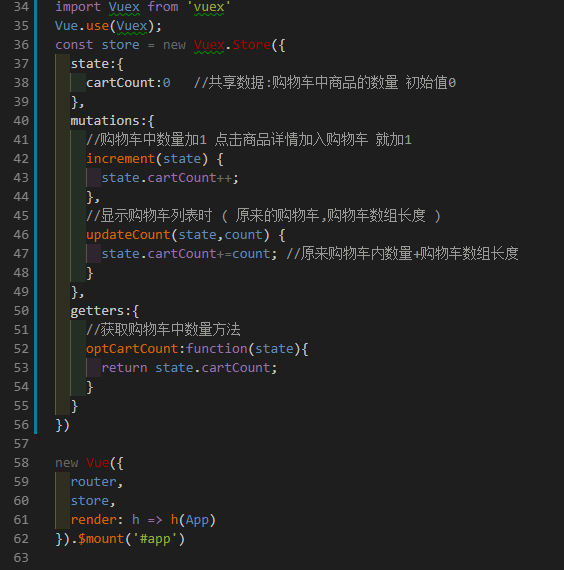 34 import Vuex from 'vuex'
35 Vue.use(Vuex);
36 const store = new Vuex.Store({
37   state:{
38     cartCount:0   //共享数据:购物车中商品的数量 初始值0
39   },
40   mutations:{
41     //购物车中数量加1 点击商品详情加入购物车 就加1
42     increment(state) {
43       state.cartCount++;
44     },
45     //显示购物车列表时 ( 原来的购物车,购物车数组长度 )
46     updateCount(state,count) {
47       state.cartCount+=count; //原来购物车内数量+购物车数组长度
48     }
49   },
50   getters:{
51     //获取购物车中数量方法
52     optCartCount:function(state){
53       return state.cartCount;
54     }
55   }
56 })
57
58 new Vue({
59   router,
60   store,
61   render: h => h(App)
62 }).$mount('#app')
63